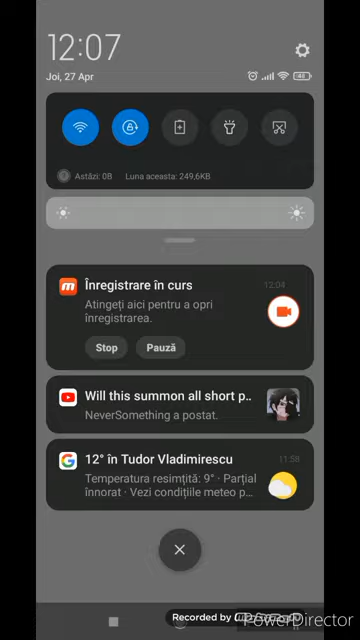 12:07
Joi, 27 Apr
48
Astăzi: 0B Luna aceasta: 249,6KB
Înregistrare în curs 12:04
Atingeți aici pentru a opri
înregistrarea.
Stop Pauză
Will this summon all short p..
NeverSomething a postat.
12° în Tudor Vladimirescu 11:58
Temperatura resimțită: 9° · Parțial
înnorat · Vezi condițiile meteo p...
Recorded by
PowerDirector